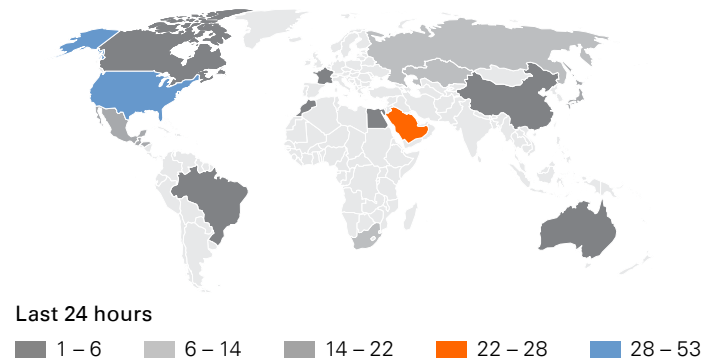 Last 24 hours
1 – 6 6 – 14 14 – 22 22 – 28 28 – 53